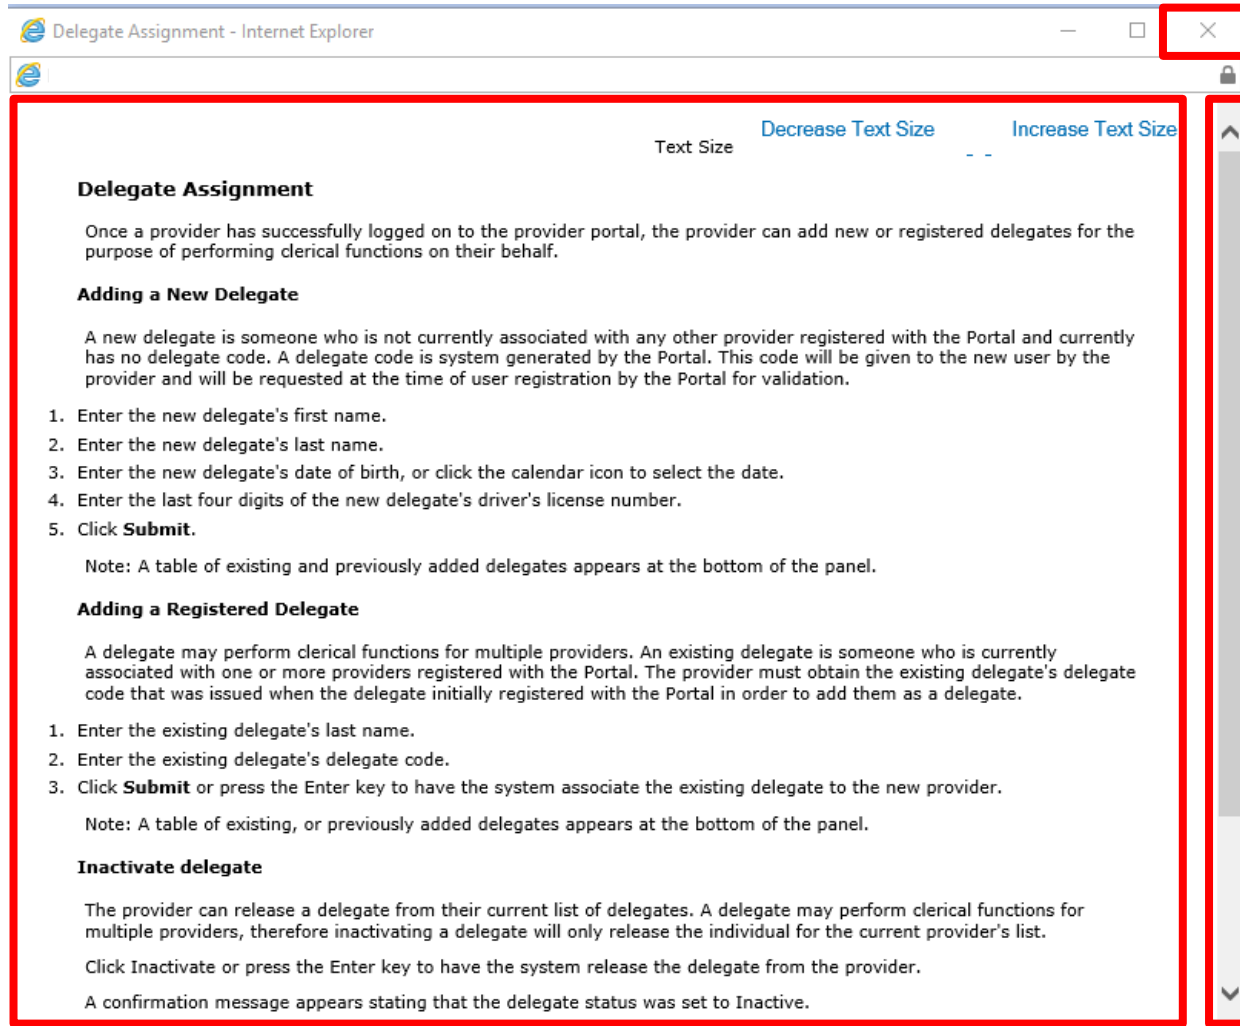 Delegate Assignment - Internet Explorer
Decrease Text Size Increase Text Size
Text Size
Delegate Assignment
Once a provider has successfully logged on to the provider portal, the provider can add new or registered delegates for the
purpose of performing clerical functions on their behalf.
Adding a New Delegate
A new delegate is someone who is not currently associated with any other provider registered with the Portal and currently
has no delegate code. A delegate code is system generated by the Portal. This code will be given to the new user by the
provider and will be requested at the time of user registration by the Portal for validation.
1. Enter the new delegate's first name.
2. Enter the new delegate's last name.
3. Enter the new delegate's date of birth, or click the calendar icon to select the date.
4. Enter the last four digits of the new delegate's driver's license number.
5. Click Submit.
Note: A table of existing and previously added delegates appears at the bottom of the panel.
Adding a Registered Delegate
A delegate may perform clerical functions for multiple providers. An existing delegate is someone who is currently
associated with one or more providers registered with the Portal. The provider must obtain the existing delegate's delegate
code that was issued when the delegate initially registered with the Portal in order to add them as a delegate.
1. Enter the existing delegate's last name.
2. Enter the existing delegate's delegate code.
3. Click Submit or press the Enter key to have the system associate the existing delegate to the new provider.
Note: A table of existing, or previously added delegates appears at the bottom of the panel.
Inactivate delegate
The provider can release a delegate from their current list of delegates. A delegate may perform clerical functions for
multiple providers, therefore inactivating a delegate will only release the individual for the current provider's list.
Click Inactivate or press the Enter key to have the system release the delegate from the provider.
A confirmation message appears stating that the delegate status was set to Inactive.